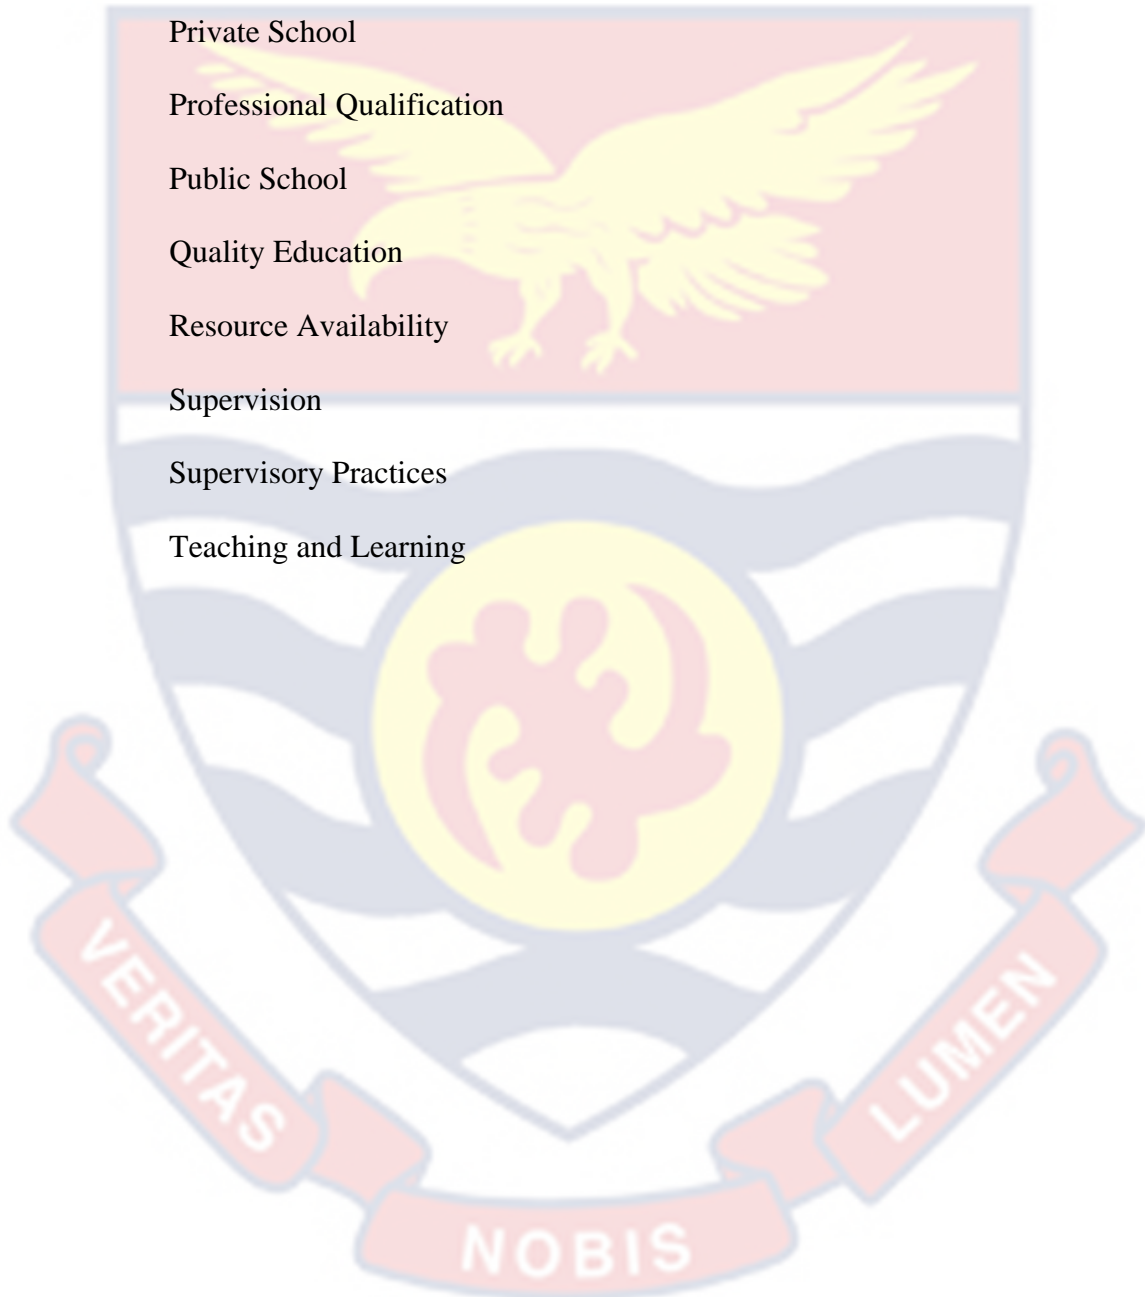 Private School
Professional Qualification
Public School
Quality Education
Resource Availability
Supervision
Supervisory Practices
Teaching and Learning
VERITAS
NOBIS
LUMEN